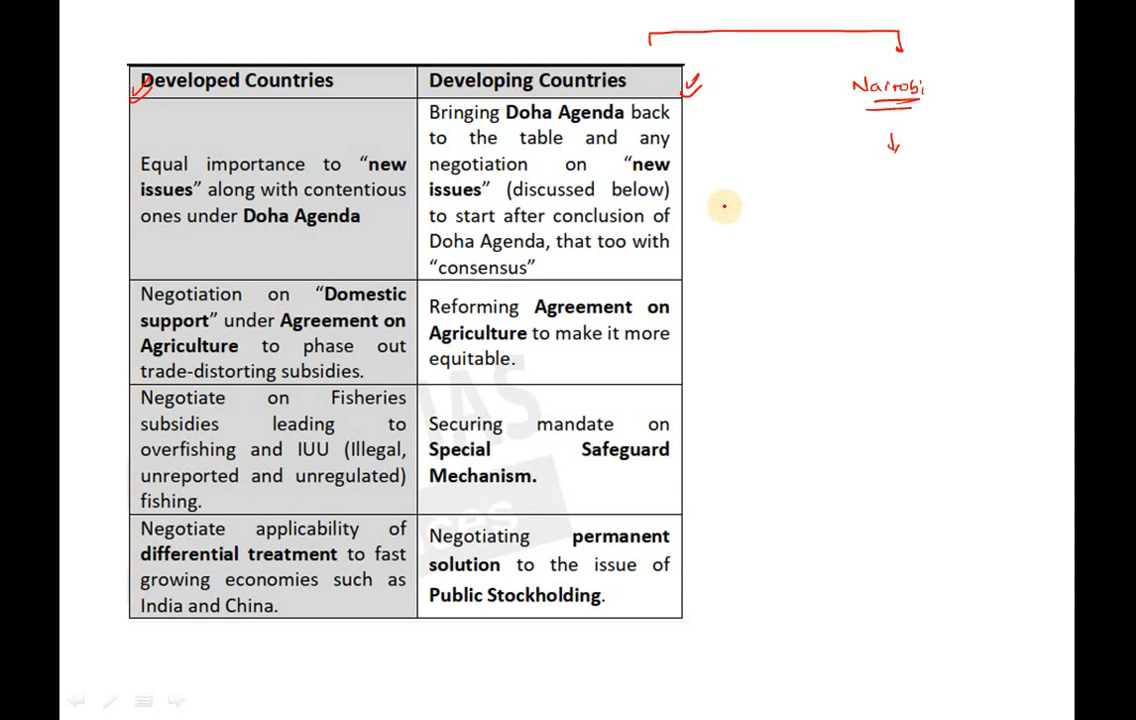 Nairobi
Developed Countries
Developing Countries
Equal importance to “new
issues” along with contentious
ones under Doha Agenda
Bringing Doha Agenda back
to the table and any
negotiation on “new
issues” (discussed below)
to start after conclusion of
Doha Agenda, that too with
“consensus”
Negotiation on “Domestic
support” under Agreement on
Agriculture to phase out
trade-distorting subsidies.
Reforming Agreement on
Agriculture to make it more
equitable.
Negotiate on Fisheries
subsidies leading to
overfishing and IUU (Illegal,
unreported and unregulated)
fishing.
Securing mandate on
Special Safeguard
Mechanism.
Negotiate applicability of
differential treatment to fast
growing economies such as
India and China.
Negotiating permanent
solution to the issue of
Public Stockholding.
IAS